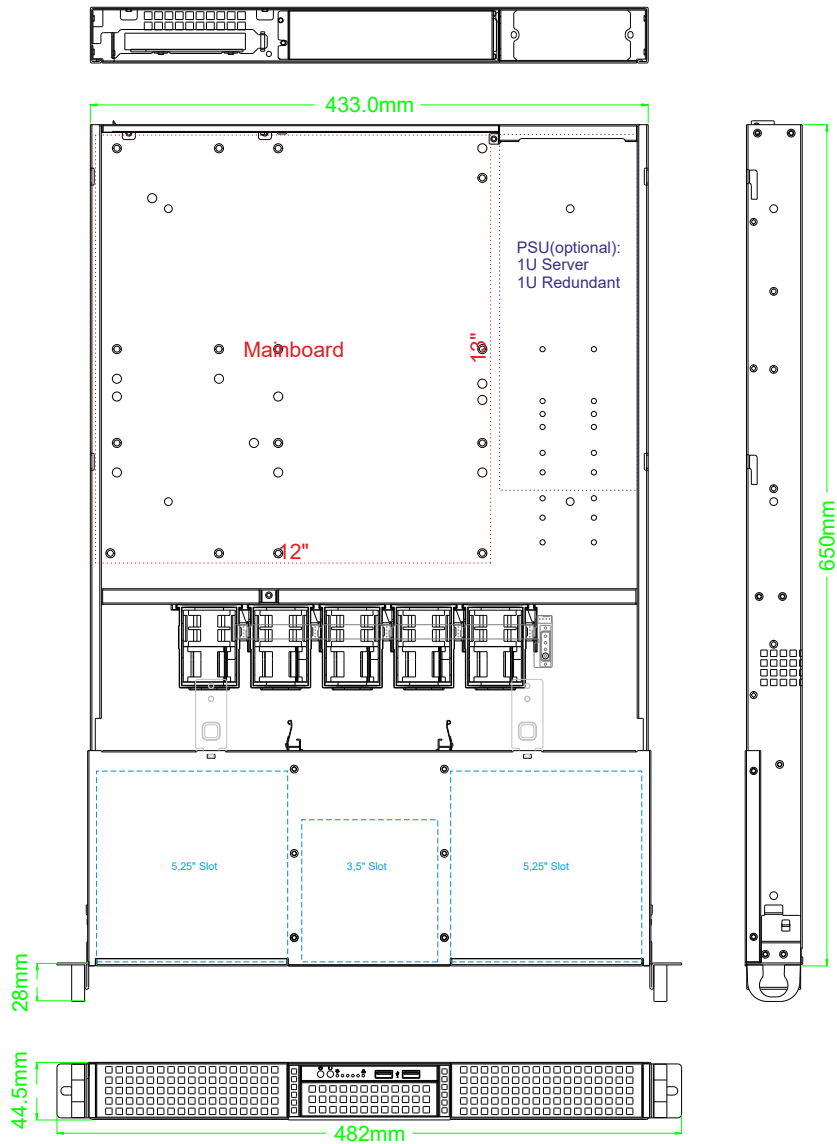 433.0mm
PSU(optional):
1U Server
1U Redundant
Mainboard
13"
12"
650mm
5,25" Slot
3,5" Slot
5,25" Slot
28mm
44.5mm
482mm